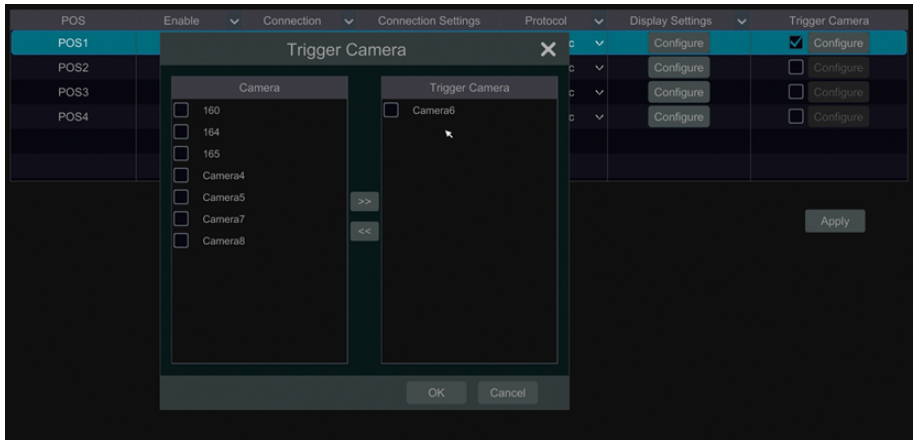 POS Enable Connection Connection Settings Protocol Display Settings Trigger Camera
POS1 Configure Configure
Trigger Camera
POS2 Configure Configure
POS3 Configure Configure
POS4 Configure Configure
Camera Trigger Camera
160 Camera6
164
165
Camera4
Camera5
Camera7
Camera8
>>
<<
Apply
OK Cancel